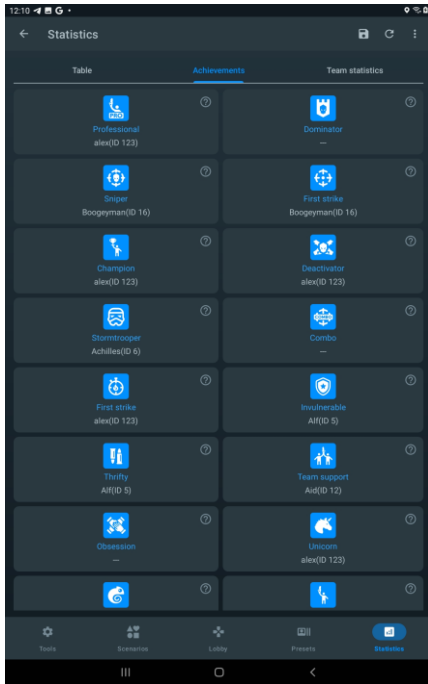 12:10
Statistics
Table
Achievements
Team statistics
PRO
Professional
alex(ID 123)
Dominator
—
Sniper
Boogeyman(ID 16)
First strike
Boogeyman(ID 16)
Champion
alex(ID 123)
Deactivator
alex(ID 123)
Stormtrooper
Achilles(ID 6)
Combo
—
First strike
alex(ID 123)
Invulnerable
Alf(ID 5)
Thrifty
Alf(ID 5)
Team support
Aid(ID 12)
Obsession
—
Unicorn
alex(ID 123)
Tools
Scenarios
Lobby
Presets
Statistics